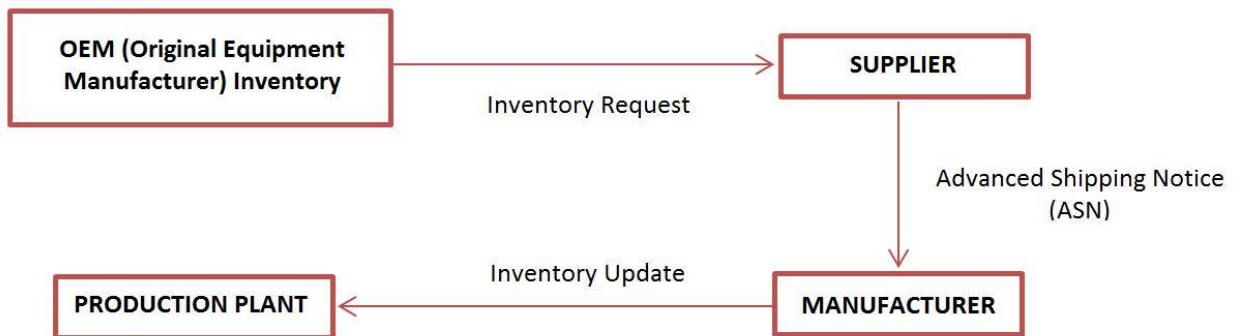 OEM (Original Equipment
Manufacturer) Inventory
SUPPLIER
Inventory Request
Advanced Shipping Notice
(ASN)
Inventory Update
PRODUCTION PLANT
MANUFACTURER